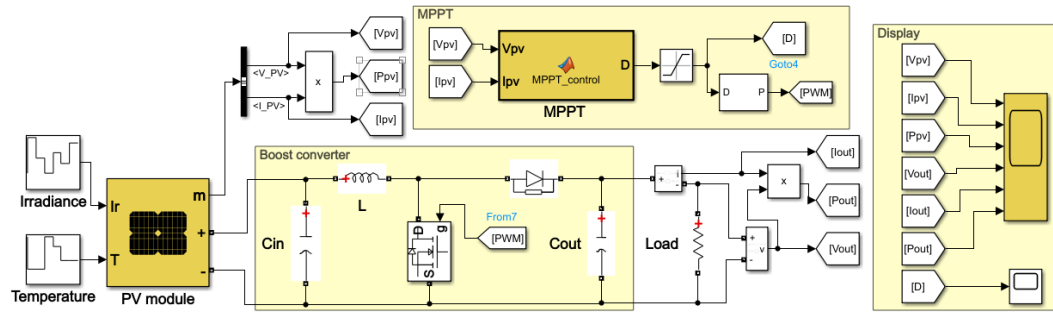 MPPT
Display
[Vpv]
<V_PV>
x
[Ppv]
<I_PV>
[Ipv]
[Vpv]
[Ipv]
Vpv
Ipv
MPPT_control
D
MPPT
[D]
Goto4
D
P
[PWM]
[Vpv]
[Ipv]
[Ppv]
[Vout]
[Iout]
[Pout]
[D]
Irradiance
Temperature
Ir
T
m
+
-
PV module
Boost converter
+
L
+
Cin
D
g
S
From7
[PWM]
+
Cout
+
i
-
+
Load
+
-
v
x
[Iout]
[Pout]
[Vout]